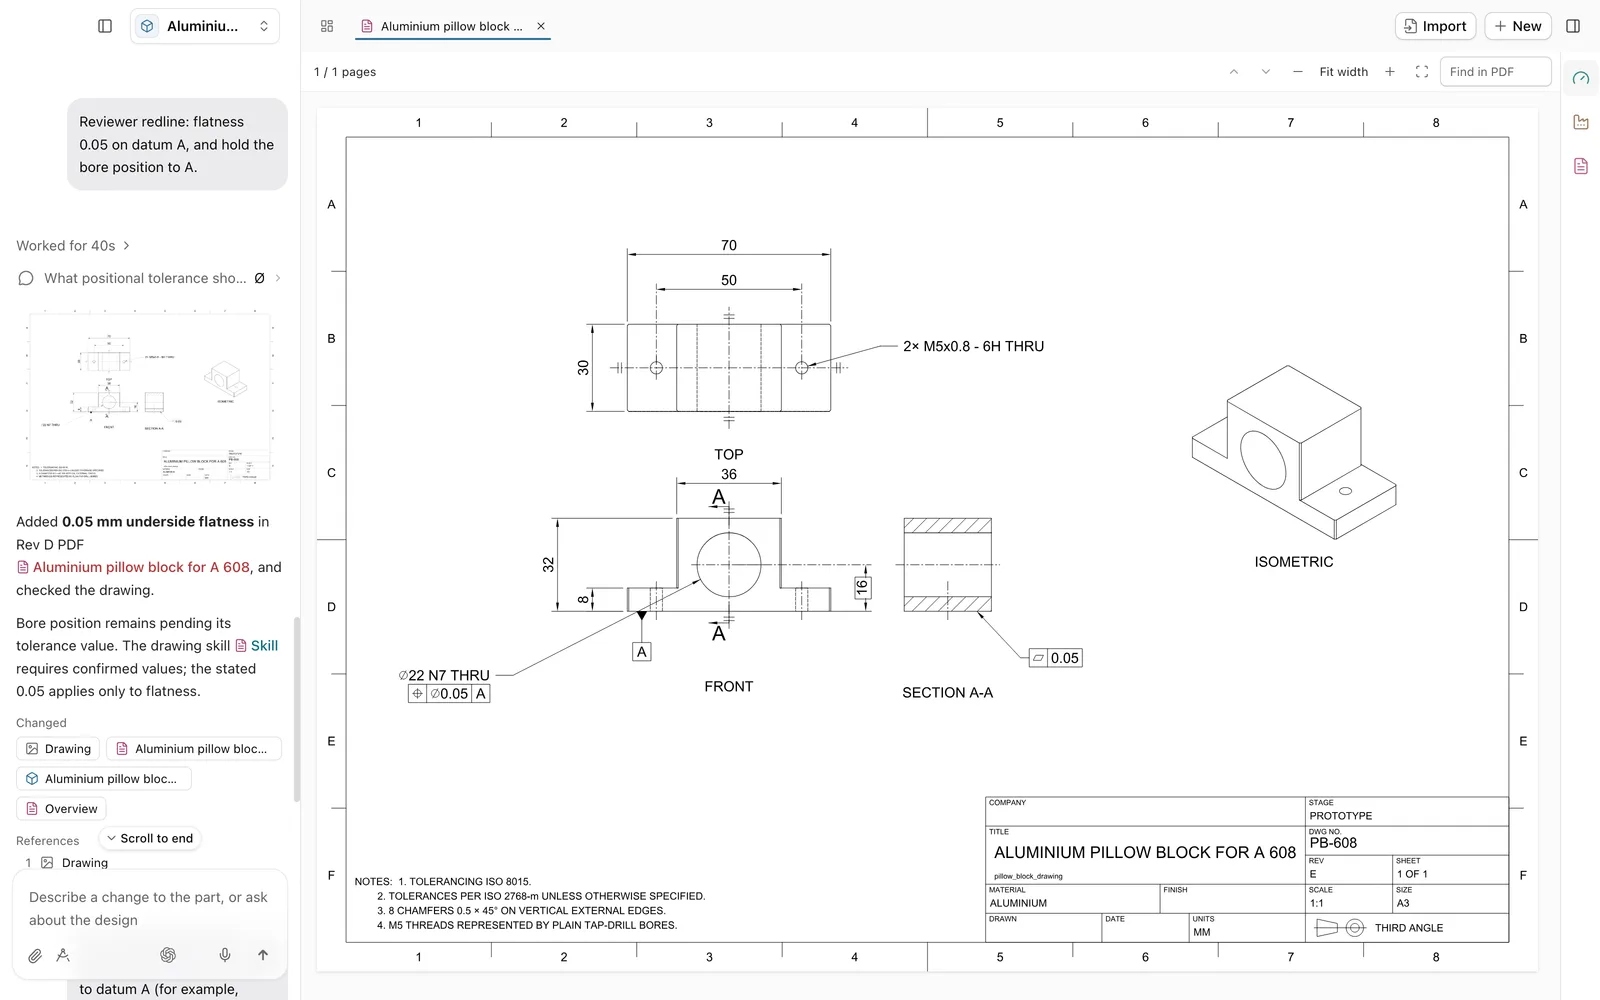 Aluminiu...
Aluminium pillow block ...
Import
New
1 / 1 pages
Fit width
Find in PDF
Reviewer redline: flatness
0.05 on datum A, and hold the
bore position to A.
Worked for 40s
What positional tolerance sho... Ø
Added 0.05 mm underside flatness in
Rev D PDF
Aluminium pillow block for A 608, and
checked the drawing.
Bore position remains pending its
tolerance value. The drawing skill Skill
requires confirmed values; the stated
0.05 applies only to flatness.
Changed
Drawing
Aluminium pillow bloc...
Aluminium pillow bloc...
Overview
References
Scroll to end
1 Drawing
Describe a change to the part, or ask
about the design
to datum A (for example,
1 2 3 4 5 6 7 8
A A
B B
C C
D D
E E
F F
70
50
30
2× M5x0.8 - 6H THRU
TOP
36
A
32
8
16
A
A
⌀22 N7 THRU
⌖ ⌀0.05 A
FRONT
SECTION A-A
⏥ 0.05
ISOMETRIC
NOTES: 1. TOLERANCING ISO 8015.
2. TOLERANCES PER ISO 2768-m UNLESS OTHERWISE SPECIFIED.
3. 8 CHAMFERS 0.5 × 45° ON VERTICAL EXTERNAL EDGES.
4. M5 THREADS REPRESENTED BY PLAIN TAP-DRILL BORES.
COMPANY
STAGE
PROTOTYPE
TITLE
ALUMINIUM PILLOW BLOCK FOR A 608
pillow_block_drawing
DWG NO.
PB-608
REV
E
SHEET
1 OF 1
MATERIAL
ALUMINIUM
FINISH
SCALE
1:1
SIZE
A3
DRAWN
DATE
UNITS
MM
THIRD ANGLE
1 2 3 4 5 6 7 8